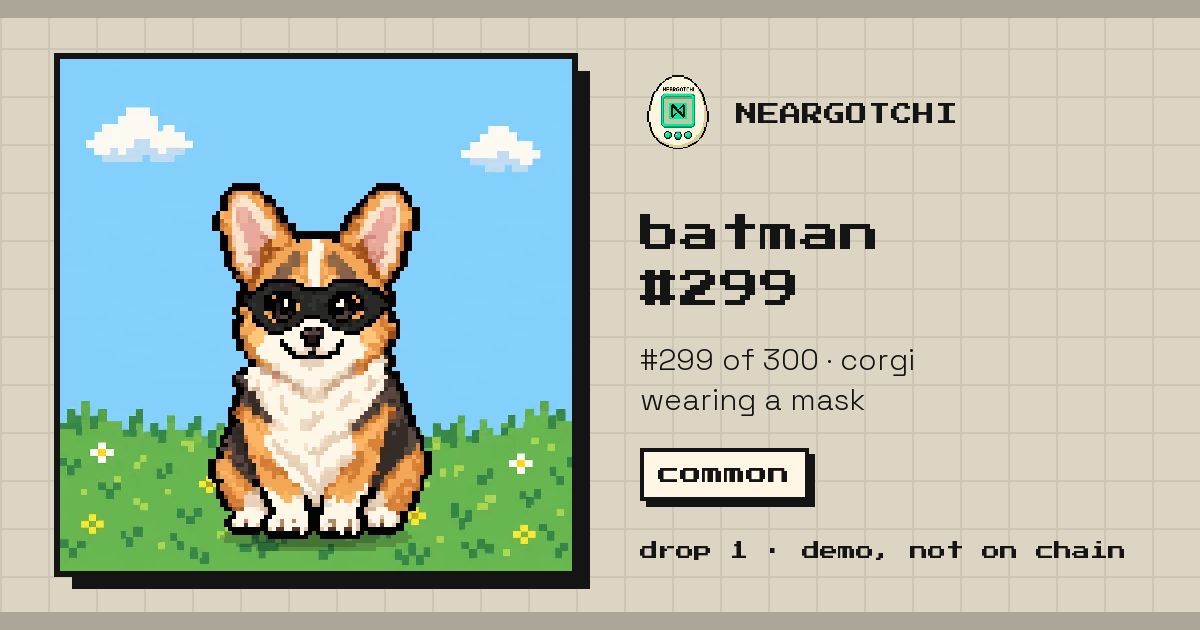 NEARGOTCHI
NEARGOTCHI
batman
#299
#299 of 300 · corgi
wearing a mask
common
drop 1 · demo, not on chain